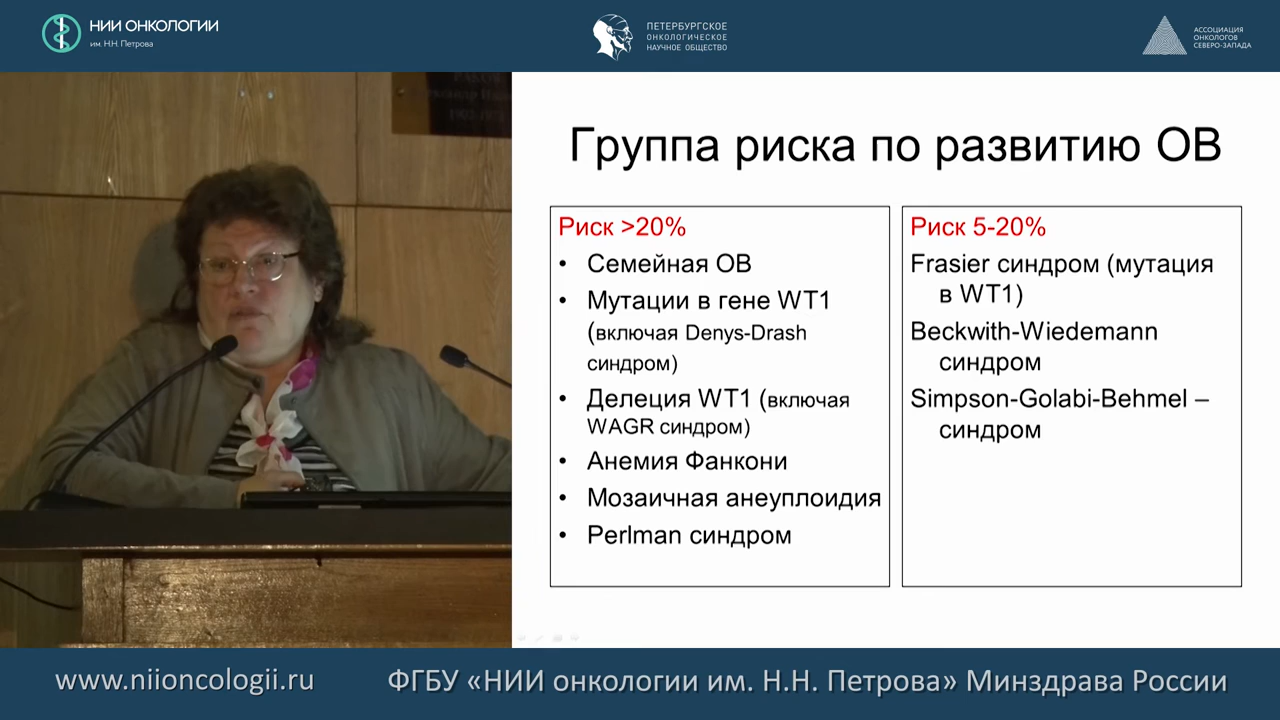 НИИ ОНКОЛОГИИ
им. Н.Н. Петрова
ПЕТЕРБУРГСКОЕ
ОНКОЛОГИЧЕСКОЕ
НАУЧНОЕ ОБЩЕСТВО
АССОЦИАЦИЯ
ОНКОЛОГОВ
СЕВЕРО-ЗАПАДА
Группа риска по развитию ОВ
Риск >20%
• Семейная ОВ
• Мутации в гене WT1
(включая Denys-Drash
синдром)
• Делеция WT1 (включая
WAGR синдром)
• Анемия Фанкони
• Мозаичная анеуплоидия
• Perlman синдром
Риск 5-20%
Frasier синдром (мутация
в WT1)
Beckwith-Wiedemann
синдром
Simpson-Golabi-Behmel –
синдром
www.niioncologii.ru
ФГБУ «НИИ онкологии им. Н.Н. Петрова» Минздрава России